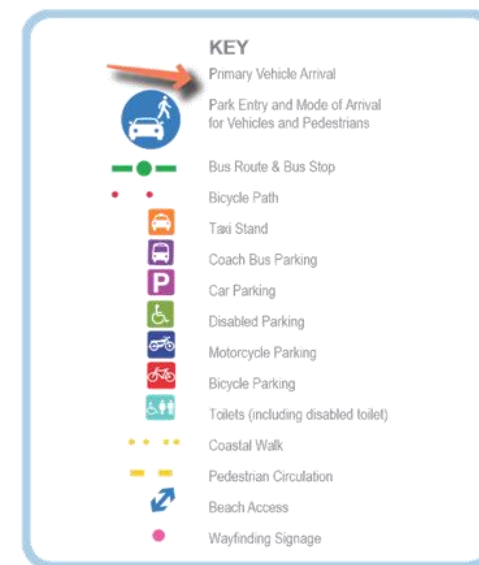 KEY
Primary Vehicle Arrival
Park Entry and Mode of Arrival
for Vehicles and Pedestrians
Bus Route & Bus Stop
Bicycle Path
Taxi Stand
Coach Bus Parking
P
Car Parking
Disabled Parking
Motorcycle Parking
Bicycle Parking
Toilets (including disabled toilet)
Coastal Walk
Pedestrian Circulation
Beach Access
Wayfinding Signage